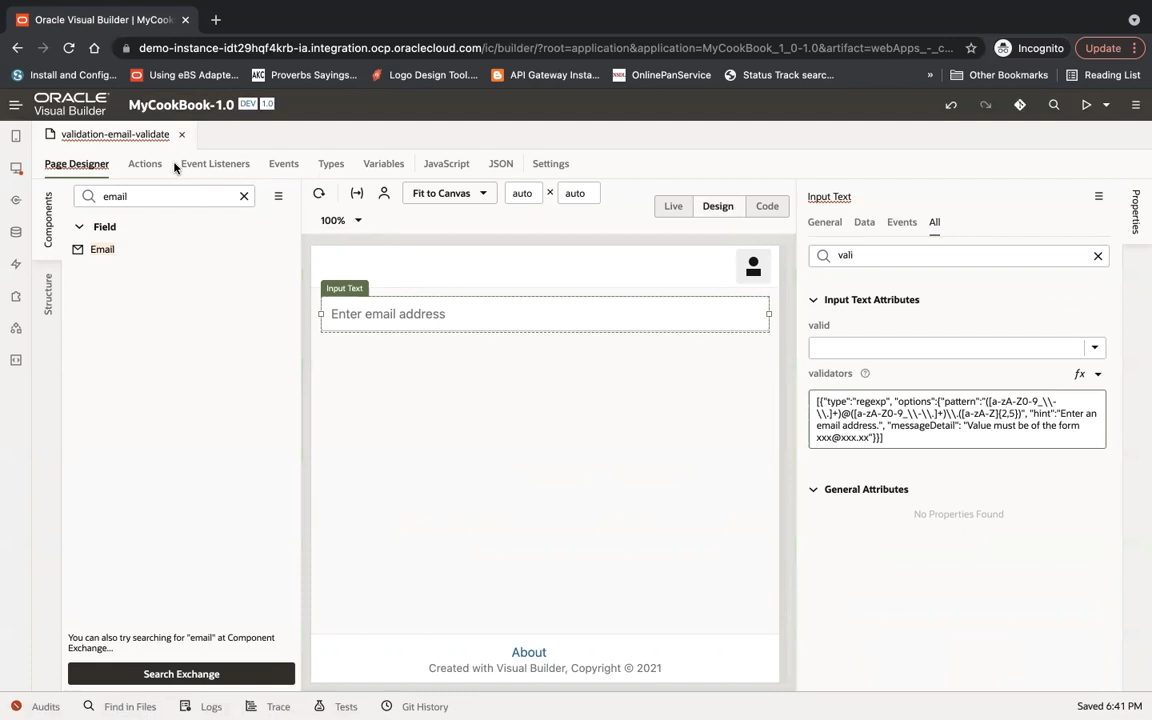 Oracle Visual Builder | MyCook
demo-instance-idt29hqf4krb-ia.integration.ocp.oraclecloud.com/ic/builder/?root=application&application=MyCookBook_1_0-1.0&artifact=webApps_-_c...
Incognito
Update
Install and Config...
Using eBS Adapte...
AKC
Proverbs Sayings...
Logo Design Tool....
API Gateway Insta...
OnlinePanService
Status Track searc...
»
Other Bookmarks
Reading List
ORACLE
Visual Builder
MyCookBook-1.0
DEV
1.0
validation-email-validate
Page Designer
Actions
Event Listeners
Events
Types
Variables
JavaScript
JSON
Settings
Components
Structure
email
Field
Email
You can also try searching for "email" at Component
Exchange...
Search Exchange
Fit to Canvas
auto
×
auto
100%
Live
Design
Code
Input Text
Enter email address
About
Created with Visual Builder, Copyright © 2021
Input Text
General
Data
Events
All
vali
Input Text Attributes
valid
validators
fx
[{"type":"regexp", "options":{"pattern":"([a-zA-Z0-9_\\-
\\.]+)@([a-zA-Z0-9_\\-\\.]+)\\.([a-zA-Z]{2,5})", "hint":"Enter an
email address.", "messageDetail": "Value must be of the form
xxx@xxx.xx"}}]
General Attributes
No Properties Found
Properties
Audits
Find in Files
Logs
Trace
Tests
Git History
Saved 6:41 PM